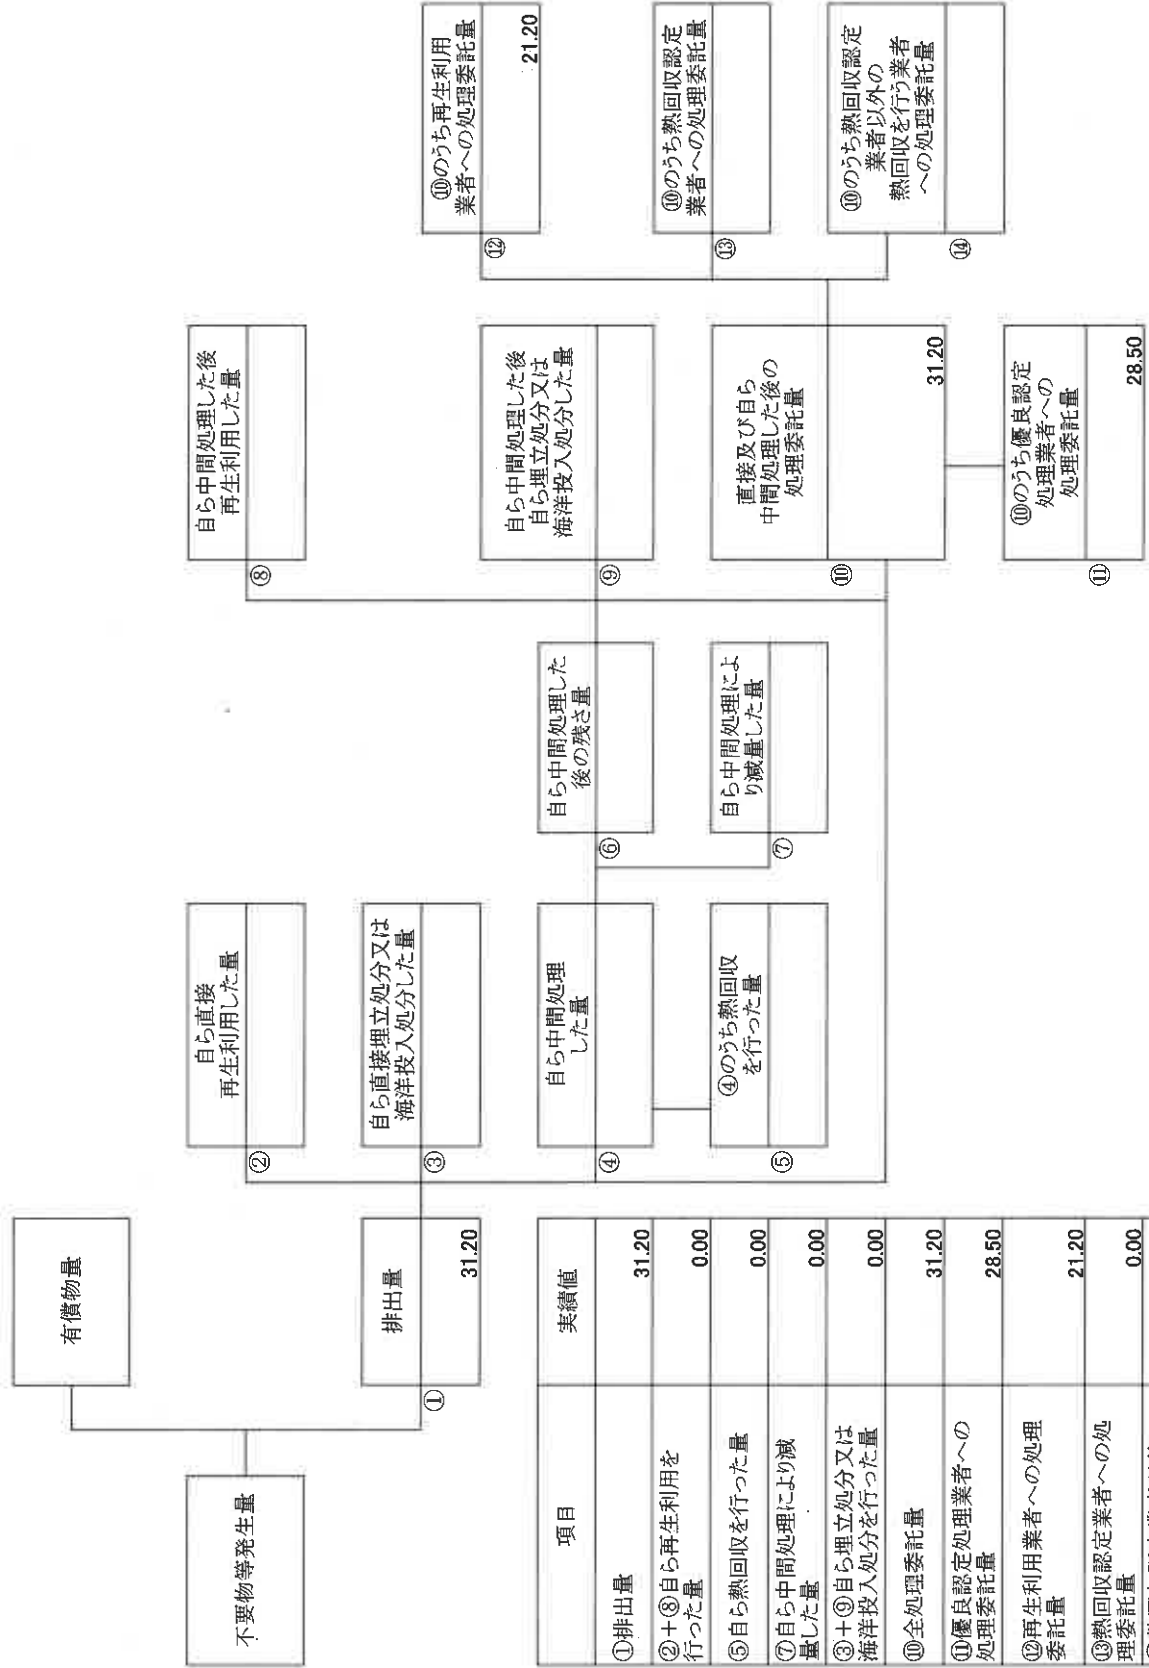 不要物等発生量
有償物量
①
排出量
31.20
②
自ら直接
再生利用した量
③
自ら直接埋立処分又は
海洋投入処分した量
④
自ら中間処理
した量
⑤
④のうち熱回収
を行った量
⑥
自ら中間処理した
後の残さ量
⑦
自ら中間処理によ
り減量した量
⑧
自ら中間処理した後
再生利用した量
⑨
自ら中間処理した後
自ら埋立処分又は
海洋投入処分した量
⑩
直接及び自ら
中間処理した後の
処理委託量
31.20
⑪
⑩のうち優良認定
処理業者への
処理委託量
28.50
⑫
⑩のうち再生利用
業者への処理委託量
21.20
⑬
⑩のうち熱回収認定
業者への処理委託量
⑭
⑩のうち熱回収認定
業者以外の
熱回収を行う業者
への処理委託量
項目 実績値
①排出量 31.20
②+⑧自ら再生利用を
行った量 0.00
⑤自ら熱回収を行った量 0.00
⑦自ら中間処理により減
量した量 0.00
③+⑨自ら埋立処分又は
海洋投入処分を行った量 0.00
⑩全処理委託量 31.20
⑪優良認定処理業者への
処理委託量 28.50
⑫再生利用業者への処理
委託量 21.20
⑬熱回収認定業者への処
理委託量 0.00